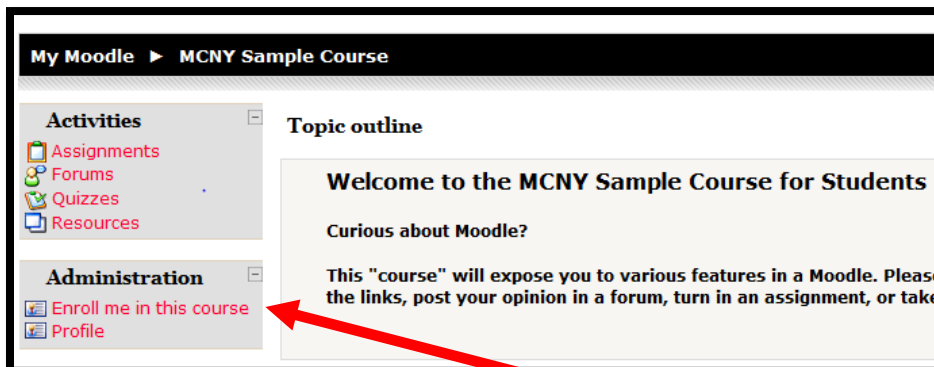 My Moodle ► MCNY Sample Course
Activities
Assignments
Forums
Quizzes
Resources
Administration
Enroll me in this course
Profile
Topic outline
Welcome to the MCNY Sample Course for Students
Curious about Moodle?
This "course" will expose you to various features in a Moodle.
the links, post your opinion in a forum, turn in an assignment, or take